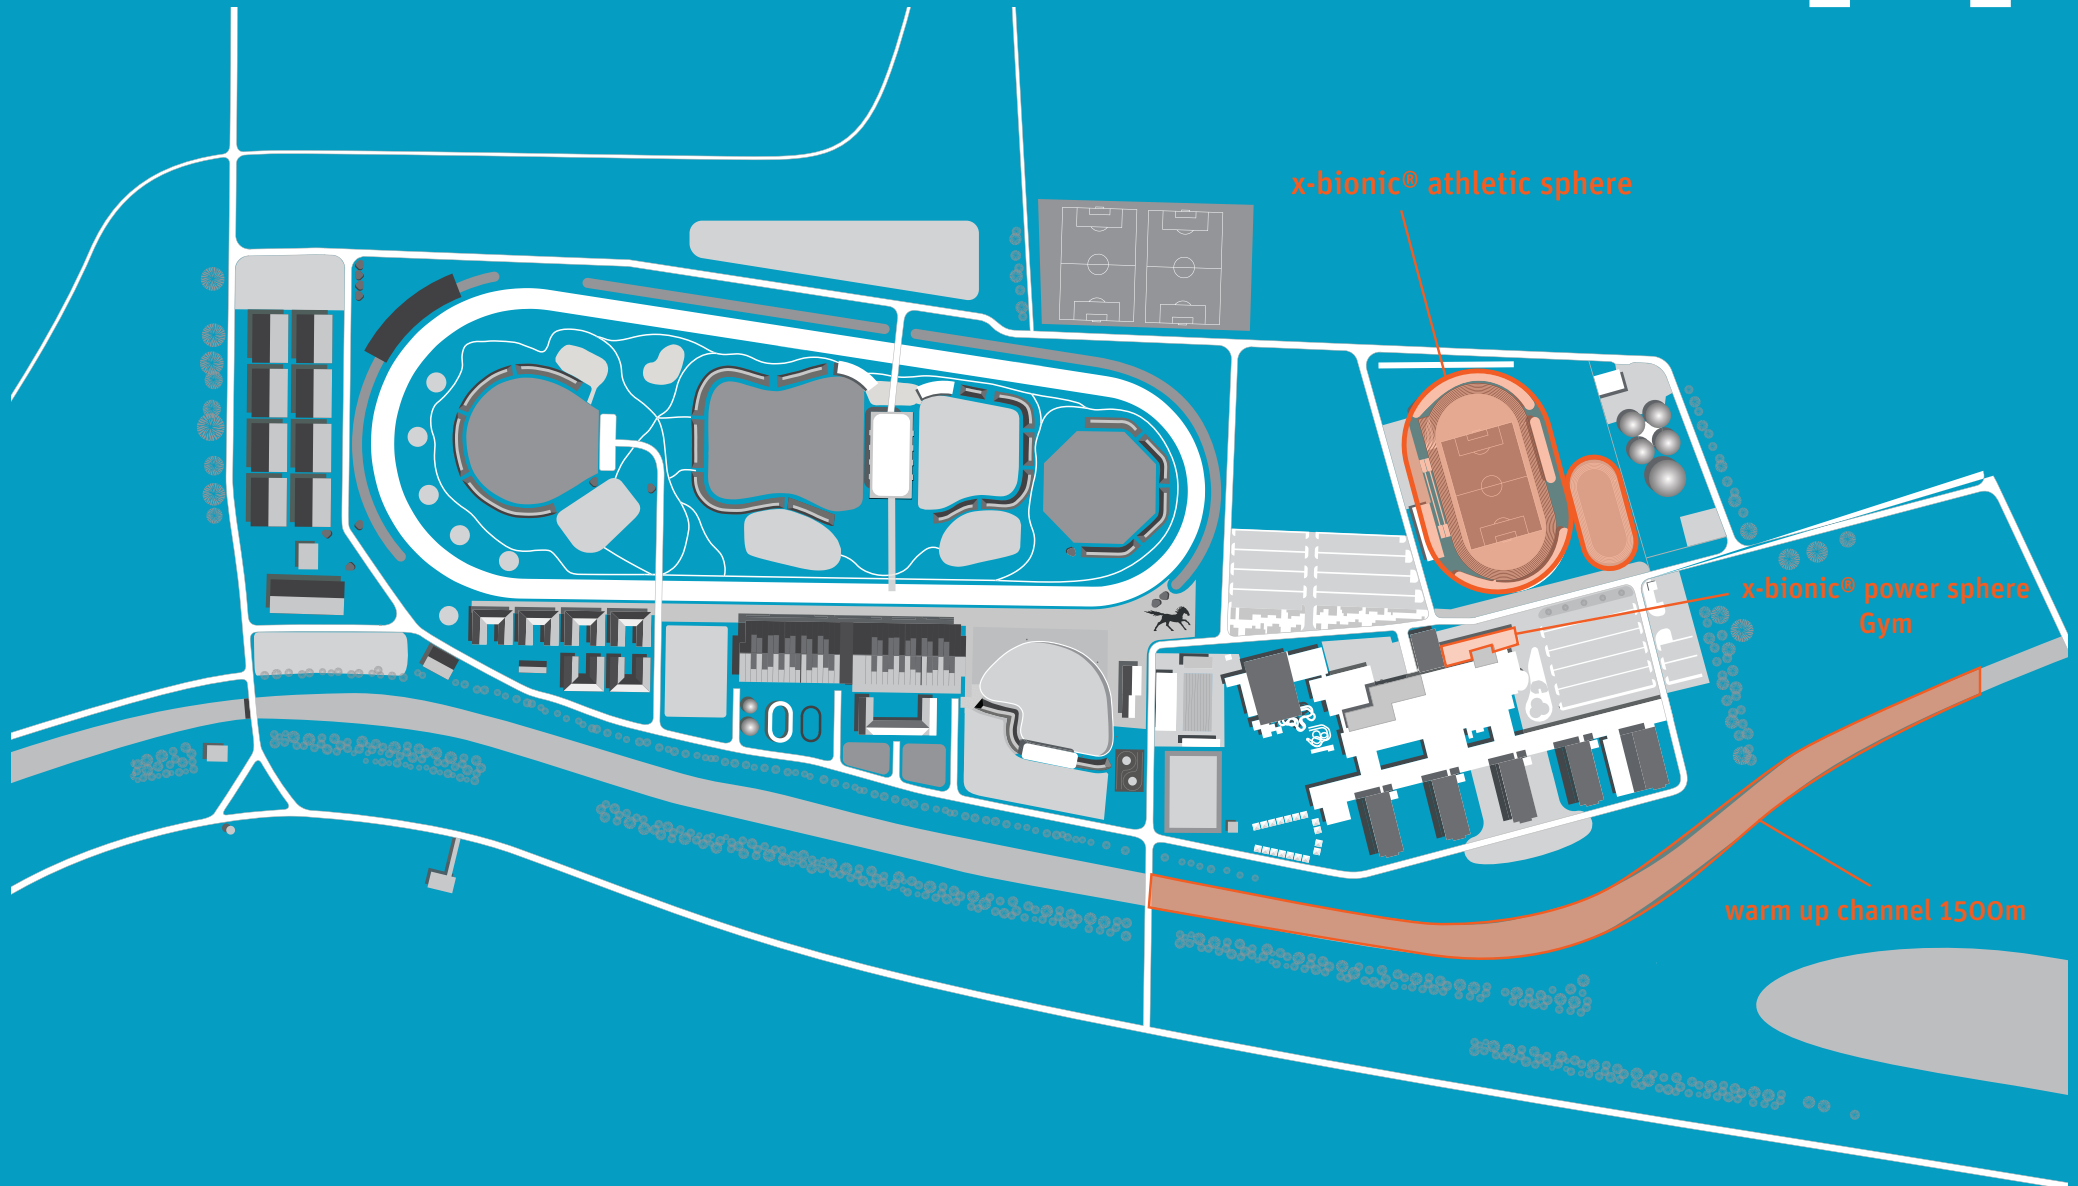 x-bionic® athletic sphere
x-bionic® power sphere
Gym
warm up channel 1500m